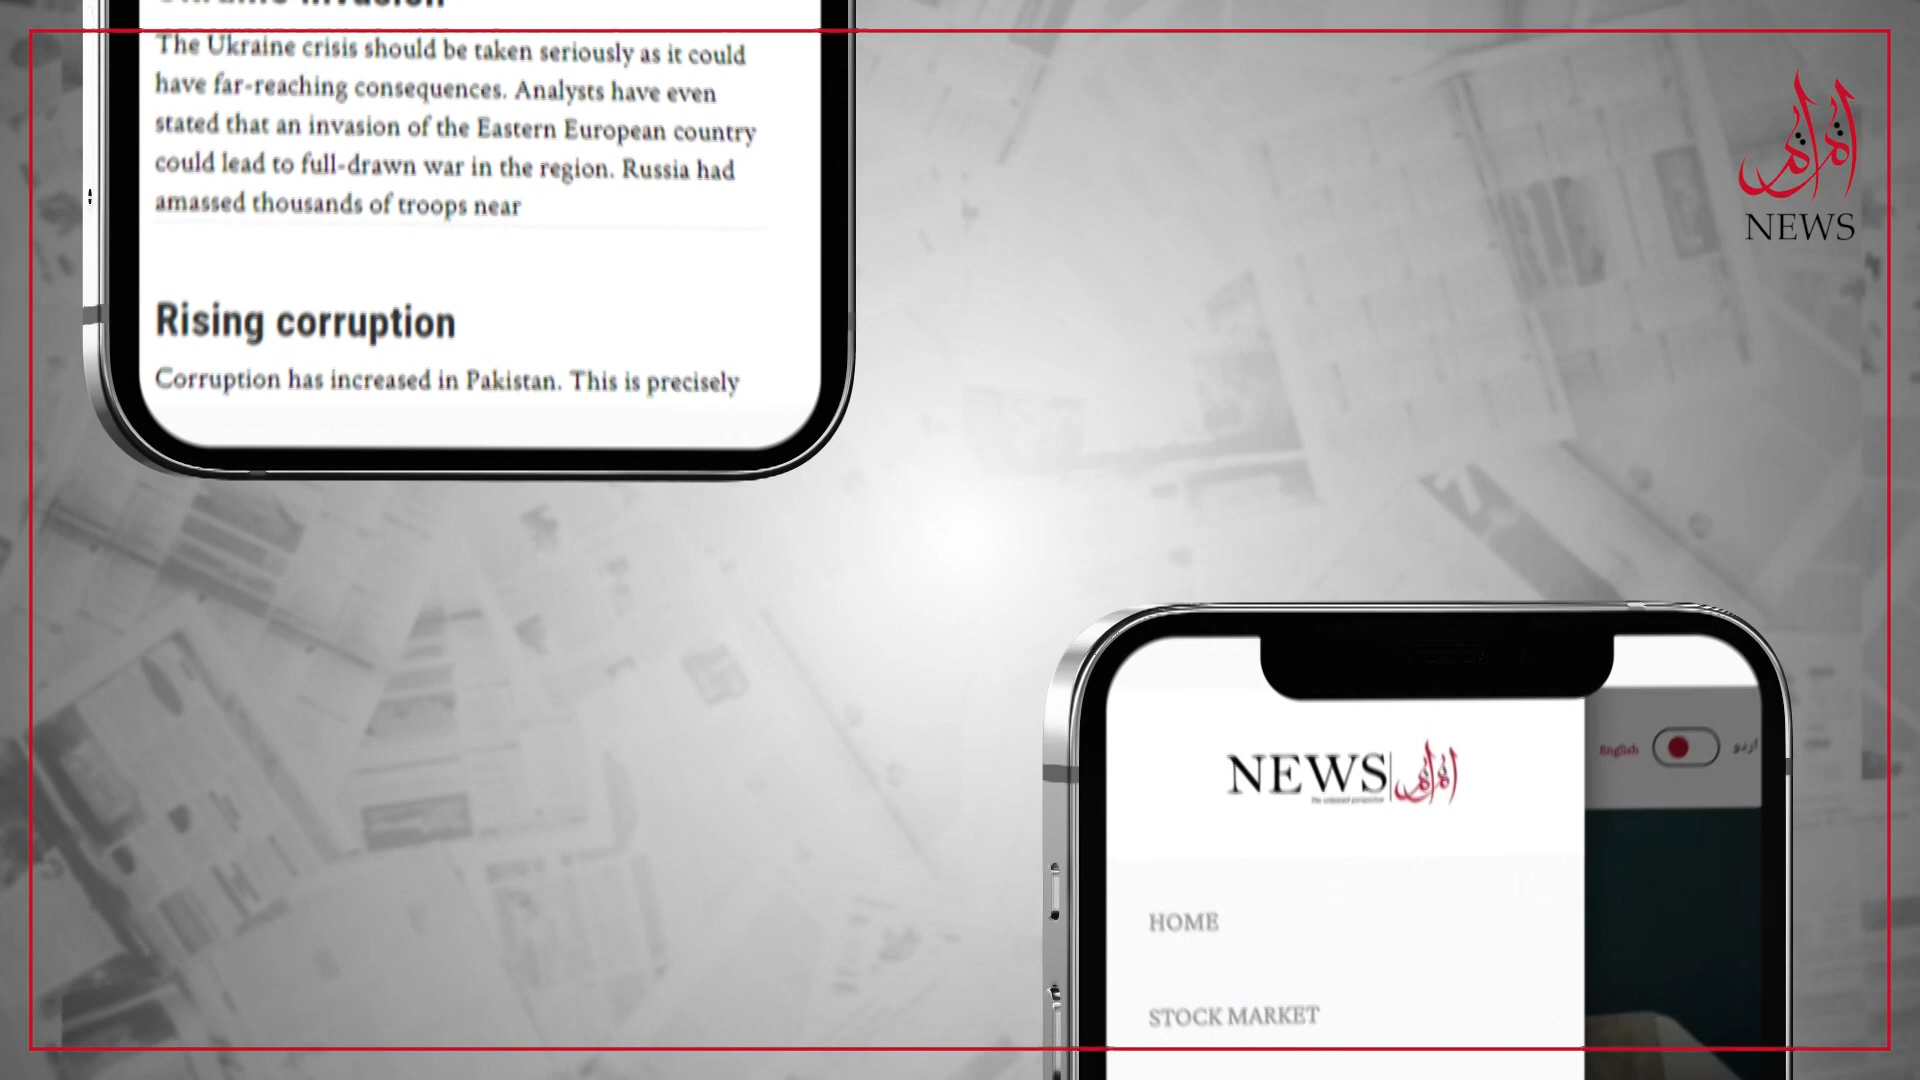 The Ukraine crisis should be taken seriously as it could
have far-reaching consequences. Analysts have even
stated that an invasion of the Eastern European country
could lead to full-drawn war in the region. Russia had
amassed thousands of troops near
Rising corruption
Corruption has increased in Pakistan. This is precisely
NEWS
NEWS
English اردو
HOME
STOCK MARKET